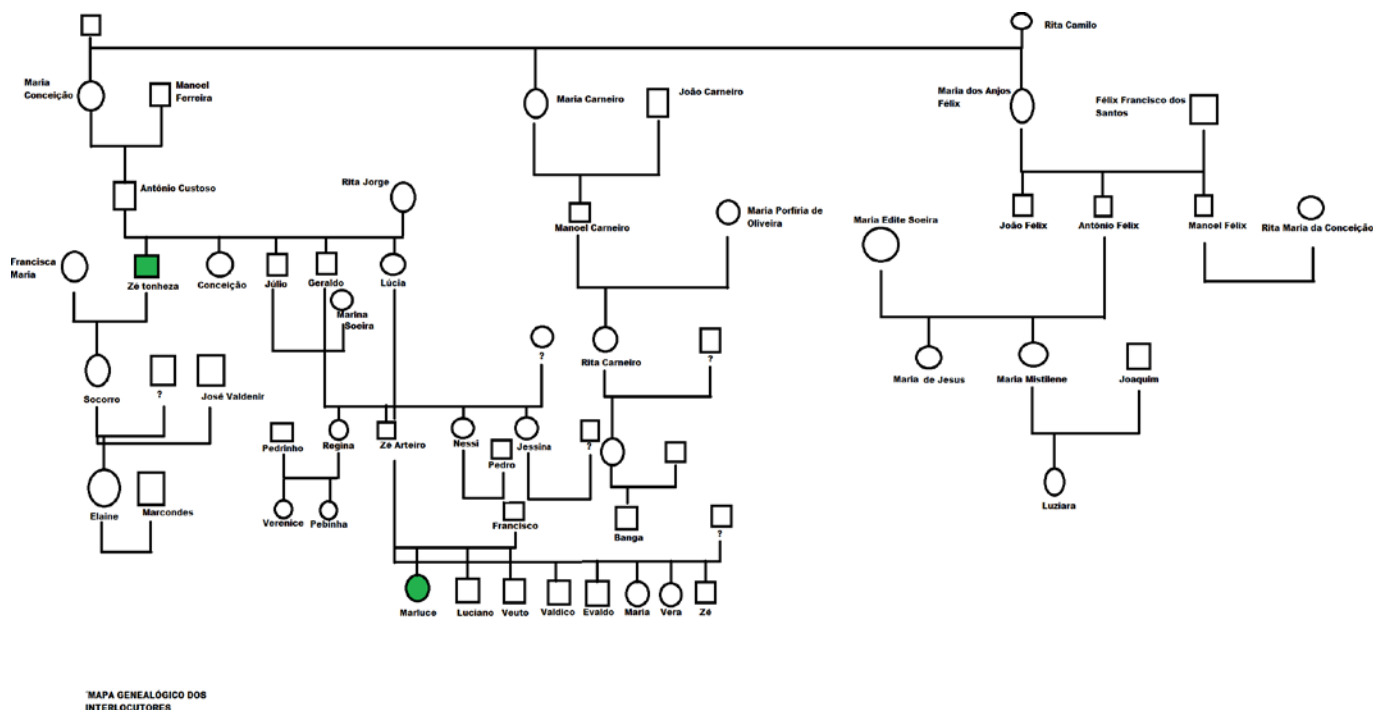 Rita Camilo
Maria
Conceição
Manoel
Ferreira
Maria Carneiro
João Carneiro
Maria dos Anjos
Félix
Félix Francisco dos
Santos
Antônio Custoso
Rita Jorge
Manoel Carneiro
Maria Porfíria de
Oliveira
Maria Edite Soeira
João Félix
Antônio Félix
Manoel Félix
Rita Maria da Conceição
Francisca
Maria
Zé tonheza
Conceição
Júlio
Geraldo
Lúcia
Marina
Soeira
?
Rita Carneiro
?
Maria de Jesus
Maria Mistilene
Joaquim
Socorro
?
José Valdenir
Pedrinho
Regina
Zé Arteiro
Nessi
Jessina
?
Pedro
Luziara
Elaine
Marcondes
Verenice
Pebinha
Francisco
Banga
?
Marluce
Luciano
Veuto
Valdico
Evaldo
Maria
Vera
Zé
*MAPA GENEALÓGICO DOS
INTERLOCUTORES